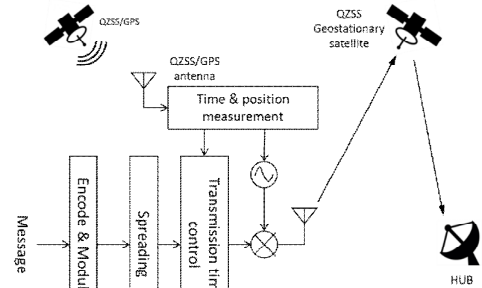 QZSS/GPS
QZSS
Geostationary
satellite
QZSS/GPS
antenna
Time & position
measurement
Message
Encode & Modul
Spreading
Transmission tim
control
HUB